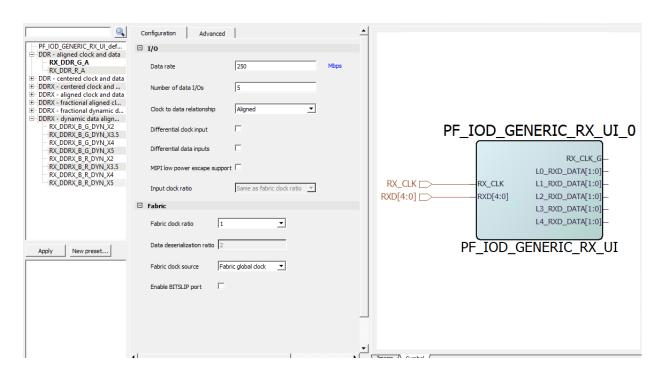 Configuration Advanced
PF_IOD_GENERIC_RX_UI_def...
DDR - aligned clock and data
RX_DDR_G_A
RX_DDR_R_A
DDR - centered clock and data
DDRX - centered clock and ...
DDRX - aligned clock and data
DDRX - fractional aligned cl...
DDRX - fractional dynamic d...
DDRX - dynamic data align...
RX_DDRX_B_G_DYN_X2
RX_DDRX_B_G_DYN_X3.5
RX_DDRX_B_G_DYN_X4
RX_DDRX_B_G_DYN_X5
RX_DDRX_B_R_DYN_X2
RX_DDRX_B_R_DYN_X3.5
RX_DDRX_B_R_DYN_X4
RX_DDRX_B_R_DYN_X5
Apply New preset....
I/O
Data rate 250 Mbps
Number of data I/Os 5
Clock to data relationship Aligned
Differential clock input
Differential data inputs
MIPI low power escape support
Input clock ratio Same as fabric clock ratio
Fabric
Fabric clock ratio 1
Data deserialization ratio 2
Fabric clock source Fabric global clock
Enable BITSLIP port
PF_IOD_GENERIC_RX_UI_0
RX_CLK_G
L0_RXD_DATA[1:0]
RX_CLK RX_CLK L1_RXD_DATA[1:0]
RXD[4:0] RXD[4:0] L2_RXD_DATA[1:0]
L3_RXD_DATA[1:0]
L4_RXD_DATA[1:0]
PF_IOD_GENERIC_RX_UI